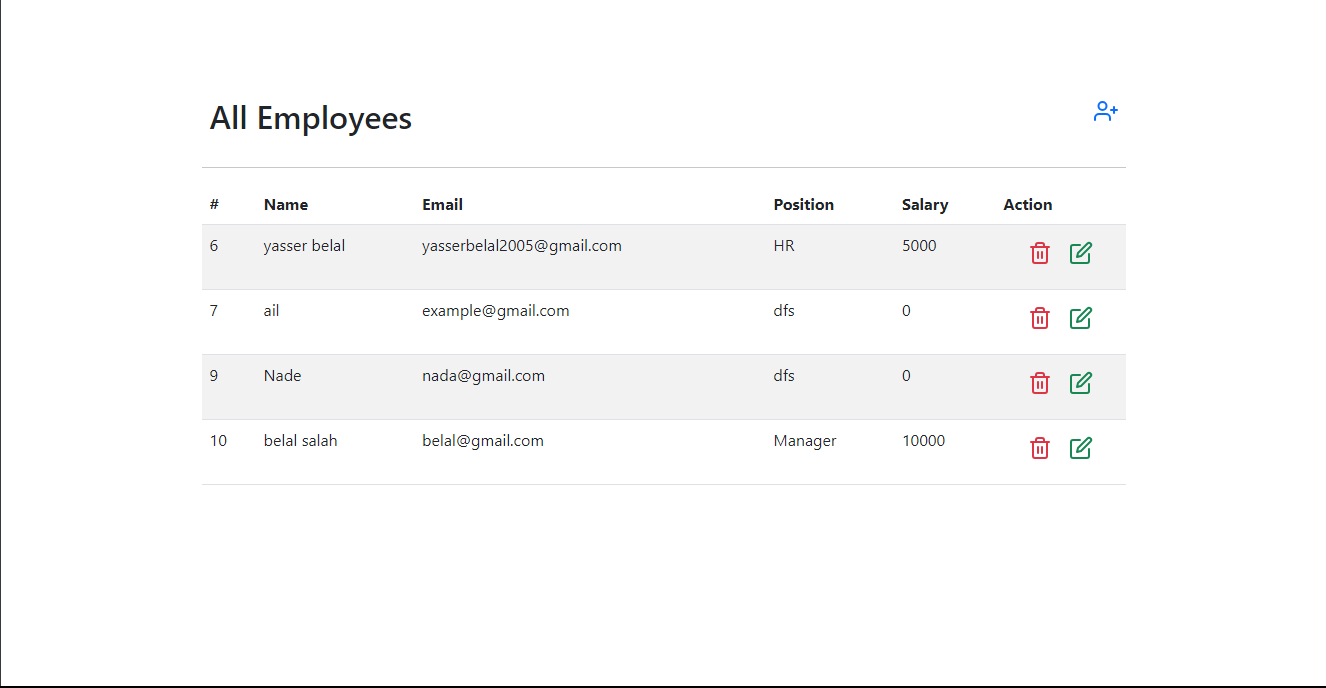 All Employees
# Name Email Position Salary Action
6 yasser belal yasserbelal2005@gmail.com HR 5000
7 ail example@gmail.com dfs 0
9 Nade nada@gmail.com dfs 0
10 belal salah belal@gmail.com Manager 10000